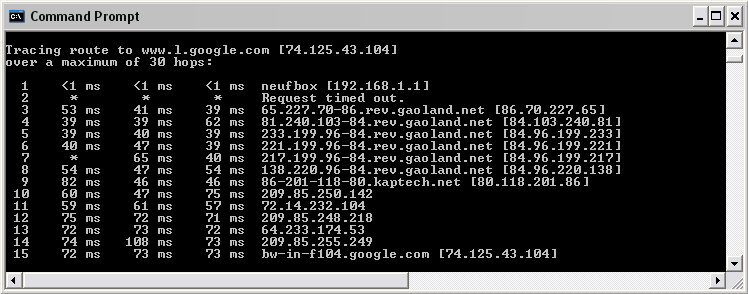 Command Prompt
Tracing route to www.l.google.com [74.125.43.104]
over a maximum of 30 hops:
1 <1 ms <1 ms <1 ms neufbox [192.168.1.1]
2 * * * Request timed out.
3 53 ms 41 ms 39 ms 65.227.70-86.rev.gaoland.net [86.70.227.65]
4 39 ms 39 ms 62 ms 81.240.103-84.rev.gaoland.net [84.103.240.81]
5 39 ms 40 ms 39 ms 233.199.96-84.rev.gaoland.net [84.96.199.233]
6 40 ms 47 ms 39 ms 221.199.96-84.rev.gaoland.net [84.96.199.221]
7 * 65 ms 40 ms 217.199.96-84.rev.gaoland.net [84.96.199.217]
8 54 ms 47 ms 54 ms 138.220.96-84.rev.gaoland.net [84.96.220.138]
9 82 ms 46 ms 46 ms 86-201-118-80.kaptech.net [80.118.201.86]
10 60 ms 47 ms 75 ms 209.85.250.142
11 59 ms 61 ms 57 ms 72.14.232.104
12 75 ms 72 ms 71 ms 209.85.248.218
13 72 ms 73 ms 72 ms 64.233.174.53
14 74 ms 108 ms 73 ms 209.85.255.249
15 72 ms 73 ms 73 ms bw-in-f104.google.com [74.125.43.104]